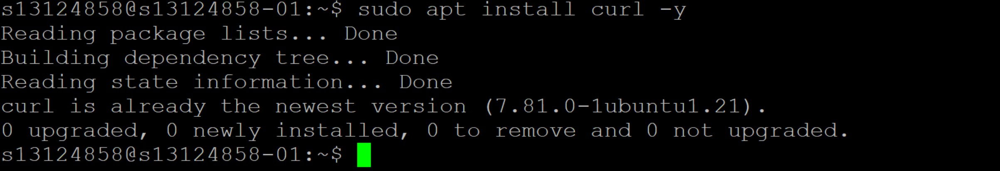 s13124858@s13124858-01:~$ sudo apt install curl -y
Reading package lists... Done
Building dependency tree... Done
Reading state information... Done
curl is already the newest version (7.81.0-1ubuntu1.21).
0 upgraded, 0 newly installed, 0 to remove and 0 not upgraded.
s13124858@s13124858-01:~$